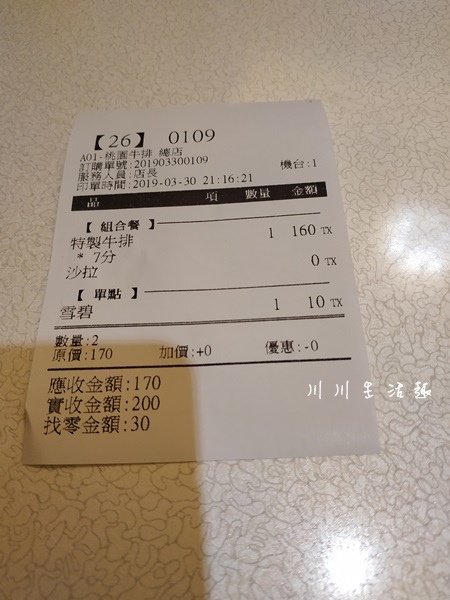 【26】 0109
A01-桃園牛排 總店
訂購單號:201903300109
服務人員:店長 機台:1
印單時間:2019-03-30 21:16:21
品 項 數量 金額
【 組合餐 】
特製牛排 1 160 TX
* 7分
沙拉 0 TX
【 單點 】
雪碧 1 10 TX
數量:2
原價:170 加價:+0 優惠:-0
應收金額:170
實收金額:200
找零金額:30
川川生活趣